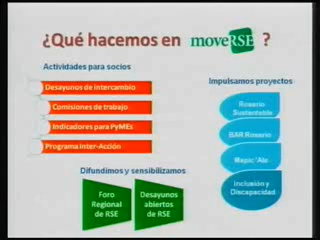 ¿Qué hacemos en moveRSE ?
Actividades para socios
Desayunos de intercambio
Comisiones de trabajo
Indicadores para PyMEs
Programa Inter-Acción
Impulsamos proyectos
Rosario
Sustentable
BAR Rosario
Inclusión y
Discapacidad
Difundimos y sensibilizamos
Foro
Regional
de RSE
Desayunos
abiertos
de RSE